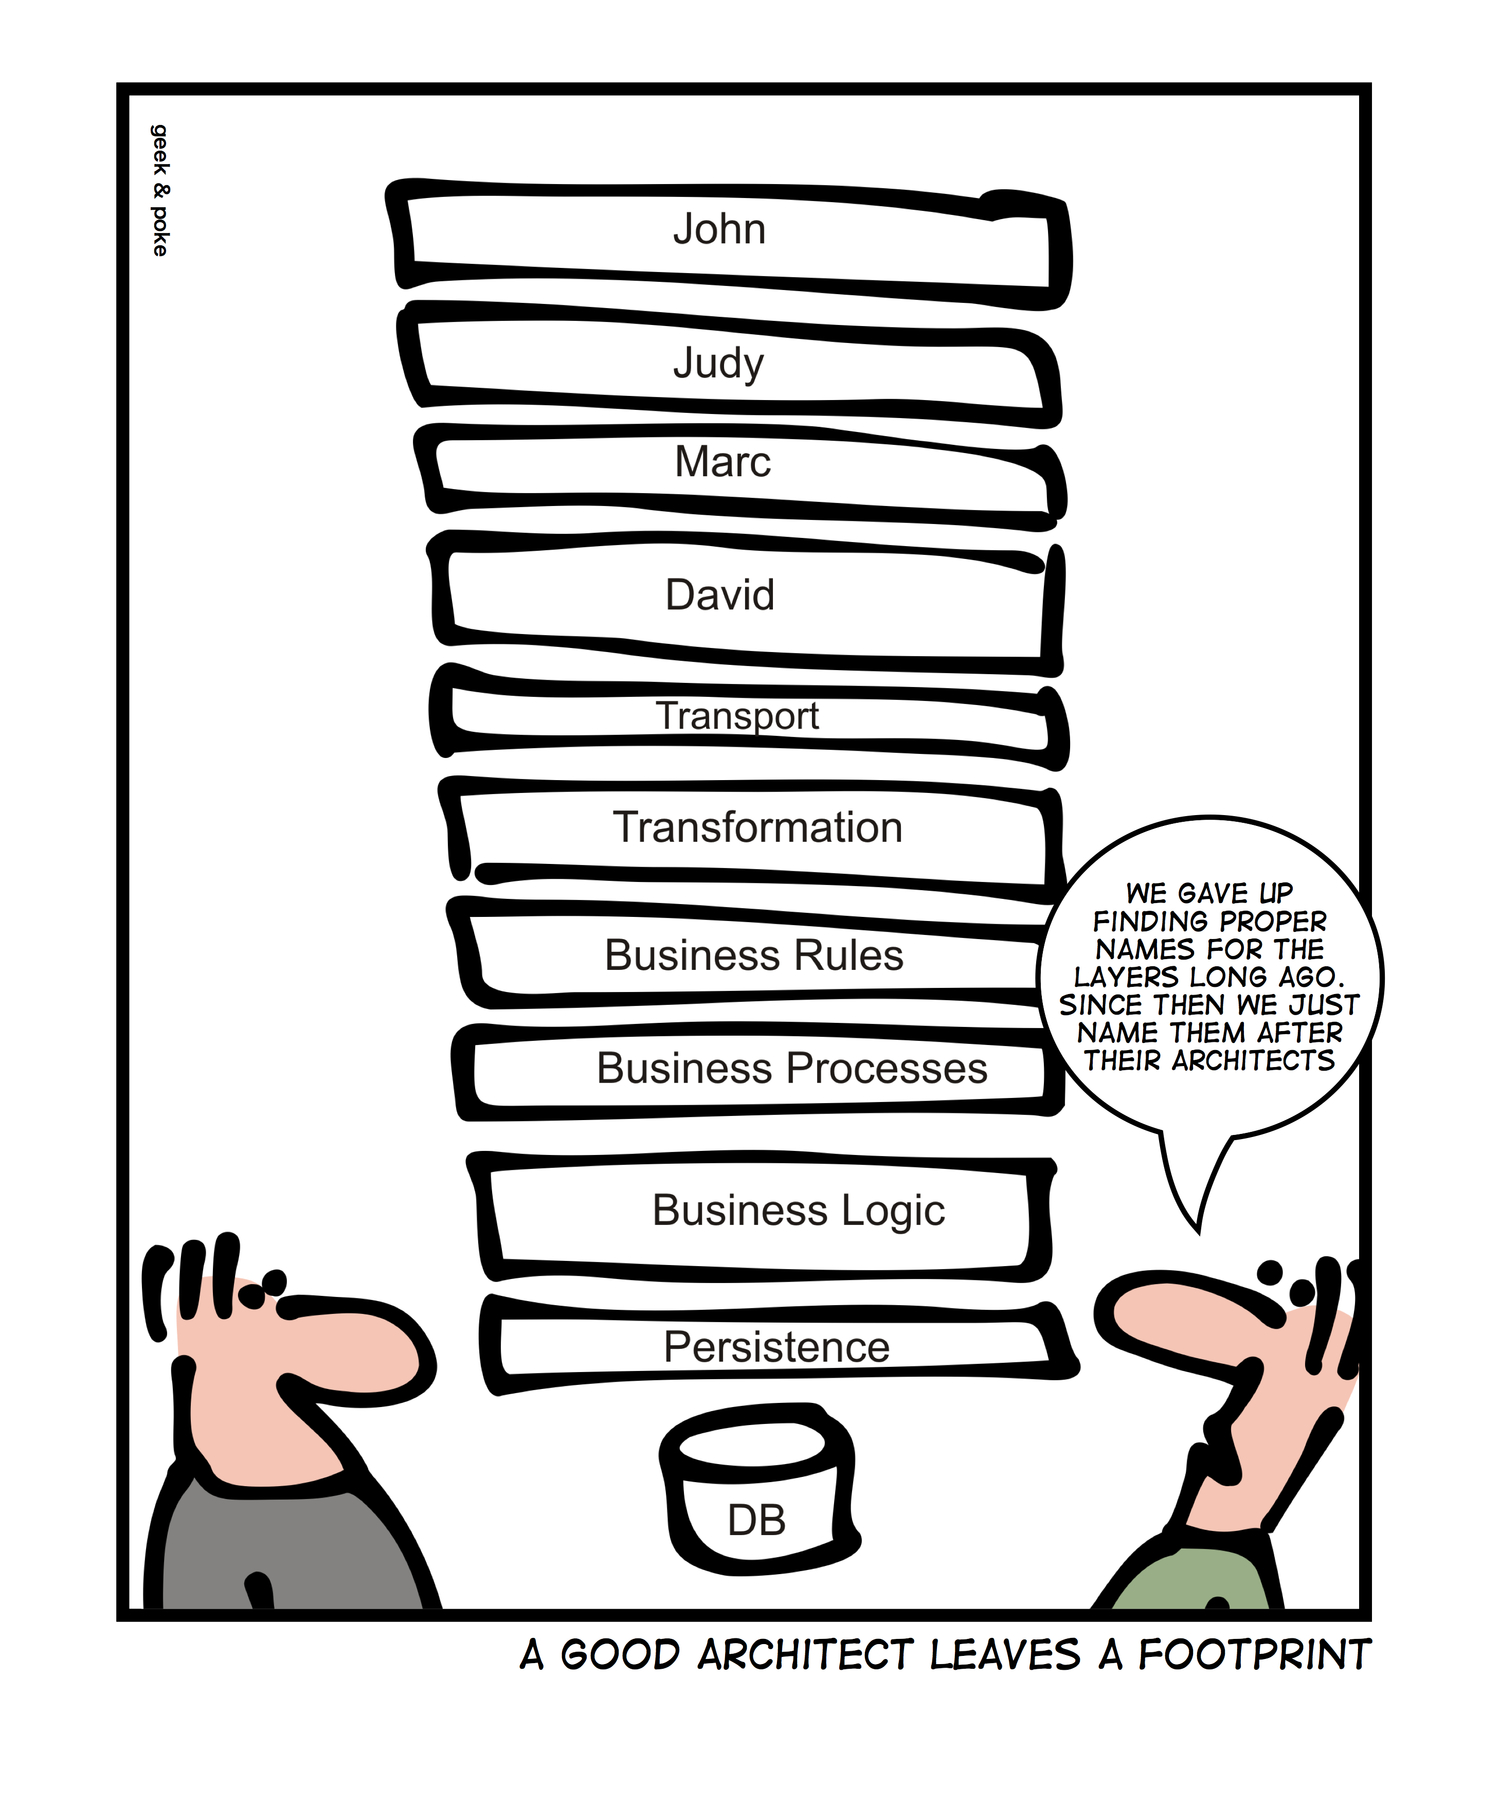 geek & poke
John
Judy
Marc
David
Transport
Transformation
Business Rules
Business Processes
Business Logic
Persistence
DB
WE GAVE UP
FINDING PROPER
NAMES FOR THE
LAYERS LONG AGO.
SINCE THEN WE JUST
NAME THEM AFTER
THEIR ARCHITECTS
A GOOD ARCHITECT LEAVES A FOOTPRINT